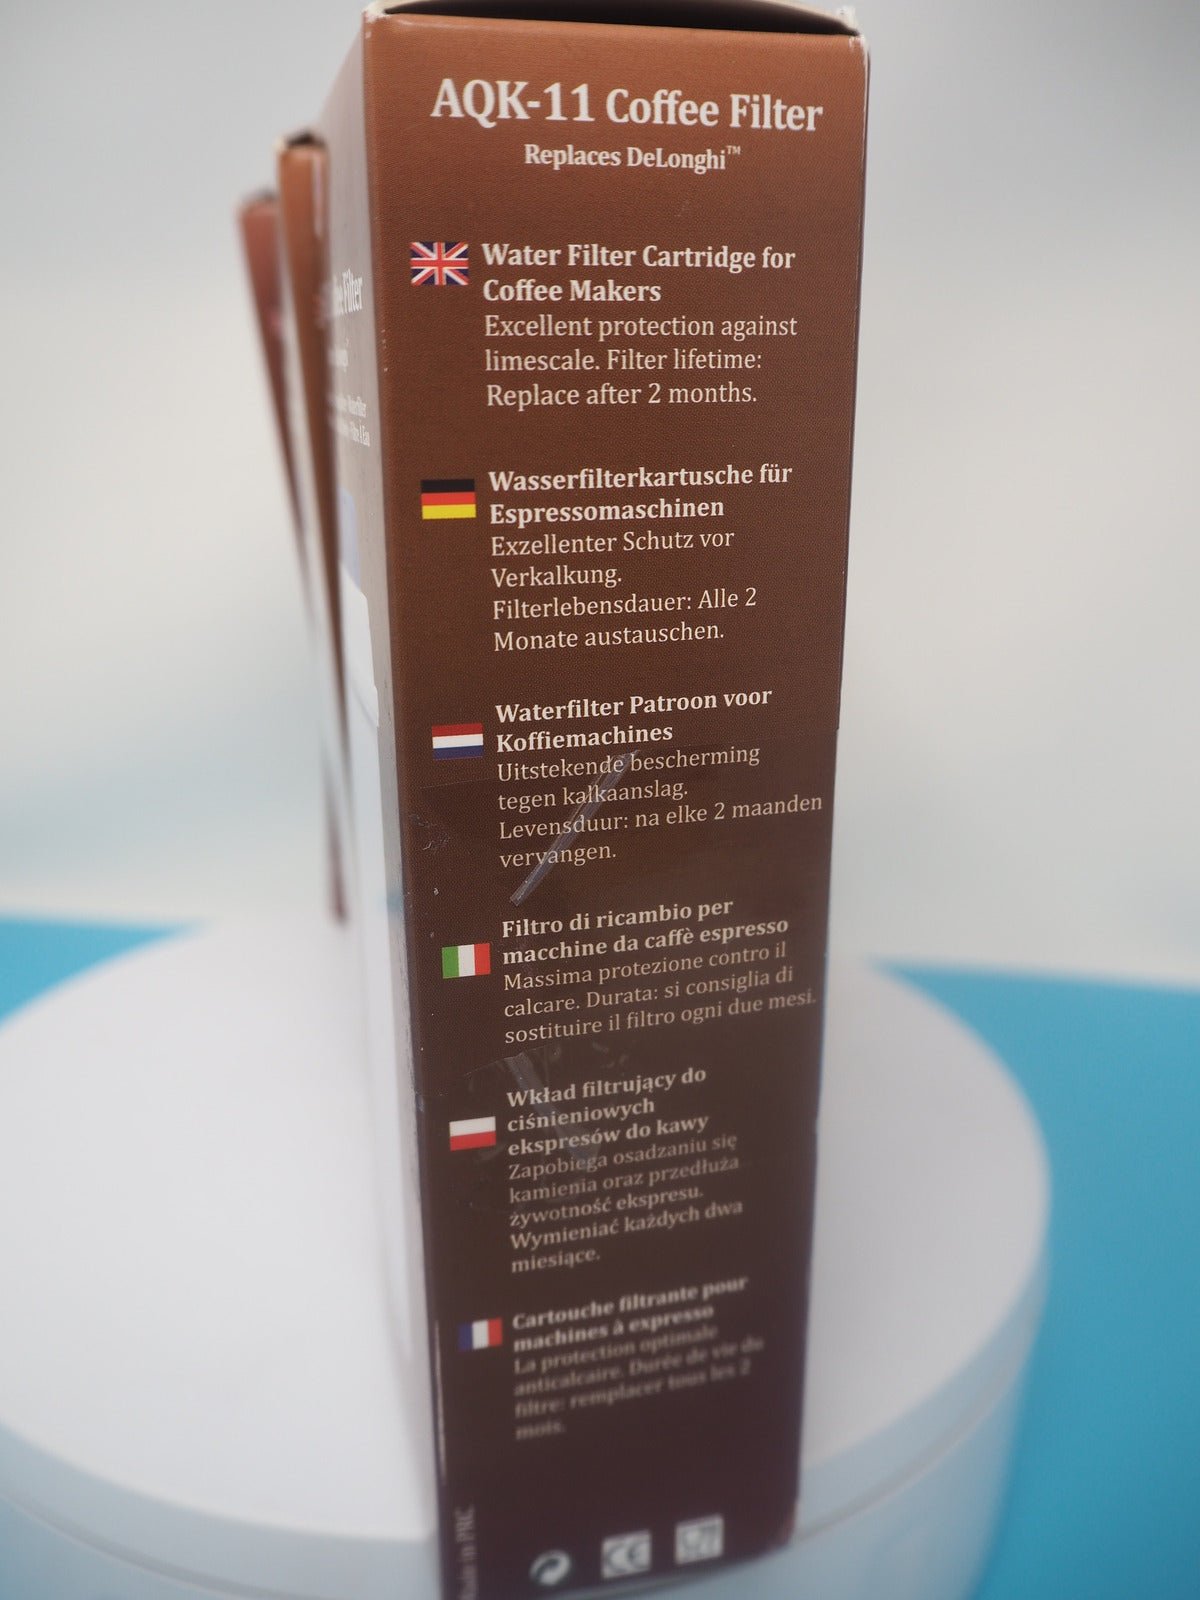 AQK-11 Coffee Filter
Replaces DeLonghi™
Water Filter Cartridge for
Coffee Makers
Excellent protection against
limescale. Filter lifetime:
Replace after 2 months.
Wasserfilterkartusche für
Espressomaschinen
Exzellenter Schutz vor
Verkalkung.
Filterlebensdauer: Alle 2
Monate austauschen.
Waterfilter Patroon voor
Koffiemachines
Uitstekende bescherming
tegen kalkaanslag.
Levensduur: na elke 2 maanden
vervangen.
Filtro di ricambio per
macchine da caffè espresso
Massima protezione contro il
calcare. Durata: si consiglia di
sostituire il filtro ogni due mesi.
Wkład filtrujący do
ciśnieniowych
ekspresów do kawy
Zapobiega osadzaniu się
kamienia oraz przedłuża
żywotność ekspresu.
Wymieniać każdych dwa
miesiące.
Cartouche filtrante pour
machines à expresso
La protection optimale
anticalcaire. Durée de vie du
filtre: remplacer tous les 2
mois.
in PRC
CE
Filter